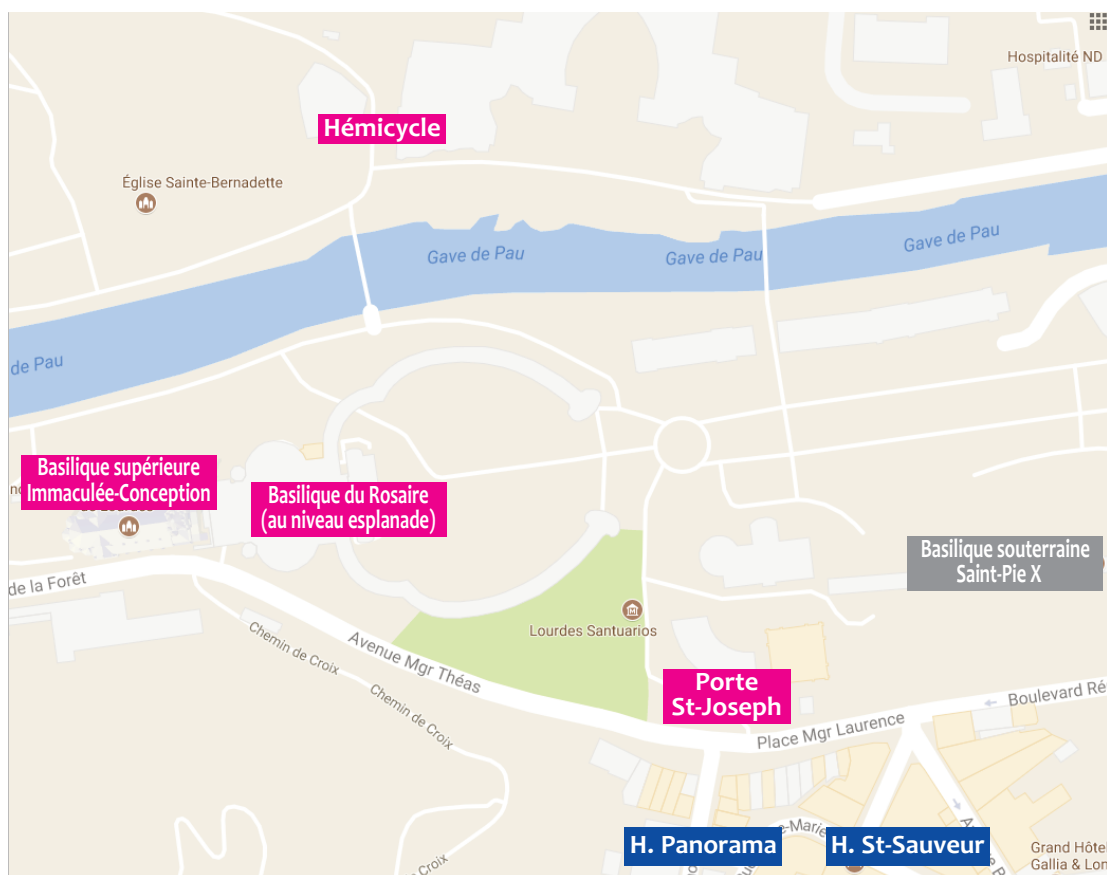 Hospitalité ND
Hémicycle
Église Sainte-Bernadette
Gave de Pau
Gave de Pau
Gave de Pau
de Pau
Basilique supérieure
Immaculée-Conception
Basilique du Rosaire
(au niveau esplanade)
Basilique souterraine
Saint-Pie X
de la Forêt
Lourdes Santuarios
Chemin de Croix
Avenue Mgr Théas
Chemin de Croix
Porte
St-Joseph
Boulevard Ré
Place Mgr Laurence
H. Panorama
-Marie
H. St-Sauveur
Grand Hôtel
Gallia & Lon
de Croix